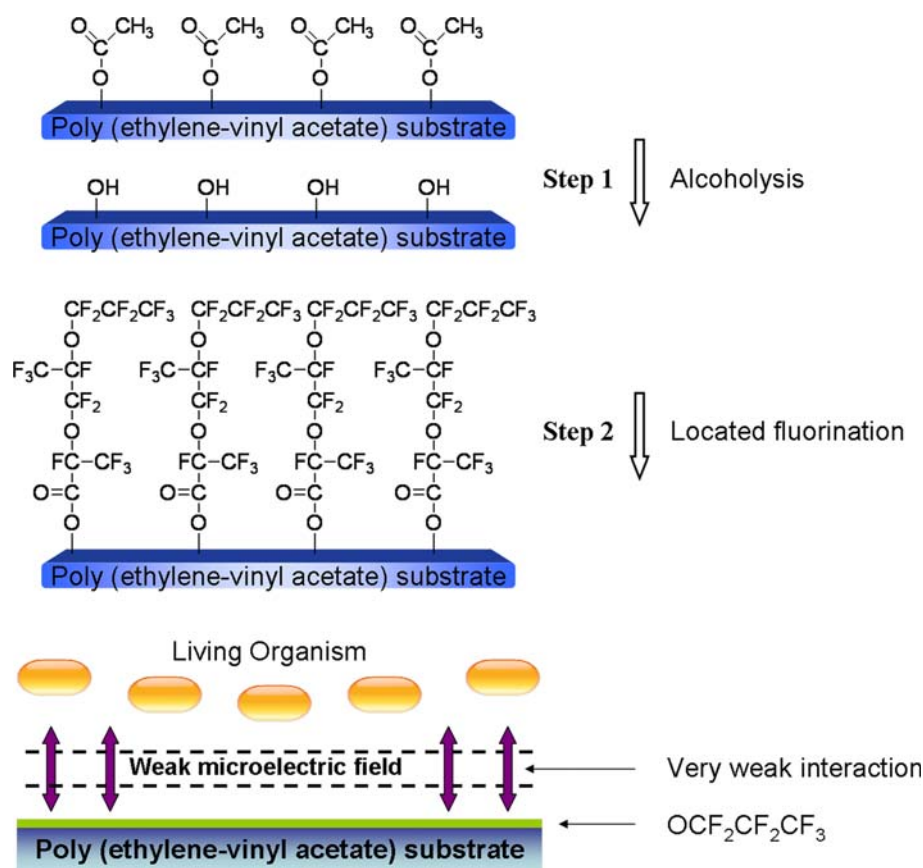 CH₃ CH₃ CH₃ CH₃
O C O C O C O C
O O O O
Poly (ethylene-vinyl acetate) substrate
Step 1 Alcoholysis
OH OH OH OH
Poly (ethylene-vinyl acetate) substrate
CF₂CF₂CF₃ CF₂CF₂CF₃ CF₂CF₂CF₃ CF₂CF₂CF₃
O O O O
F₃C–CF F₃C–CF F₃C–CF F₃C–CF
CF₂ CF₂ CF₂ CF₂
Step 2 Located fluorination
O O O O
FC–CF₃ FC–CF₃ FC–CF₃ FC–CF₃
O=C O=C O=C O=C
O O O O
Poly (ethylene-vinyl acetate) substrate
Living Organism
Weak microelectric field
Very weak interaction
OCF₂CF₂CF₃
Poly (ethylene-vinyl acetate) substrate